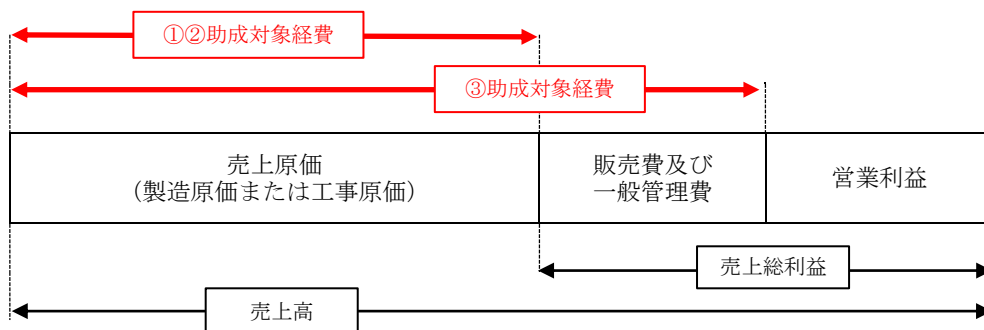 ①②助成対象経費
③助成対象経費
売上原価
（製造原価または工事原価）
販売費及び
一般管理費
営業利益
売上総利益
売上高